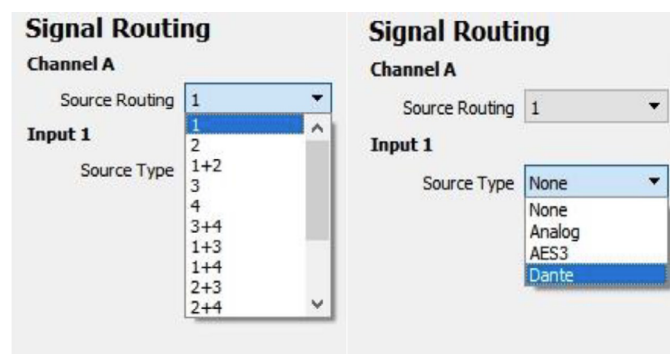 Signal Routing
Channel A
Source Routing 1
1
Input 1
2
Source Type 1+2
3
4
3+4
1+3
1+4
2+3
2+4
Signal Routing
Channel A
Source Routing 1
Input 1
Source Type None
None
Analog
AES3
Dante